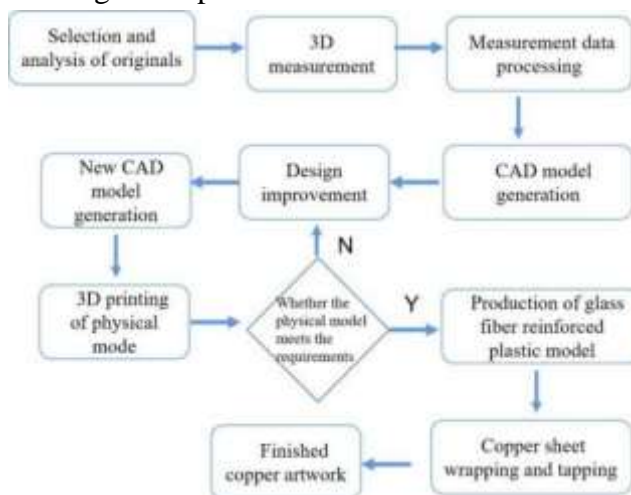 Selection and
analysis of originals
3D
measurement
Measurement data
processing
New CAD
model
generation
Design
improvement
CAD model
generation
N
3D printing
of physical
mode
Whether the
physical model
meets the
requirements
Y
Production of glass
fiber reinforced
plastic model
Finished
copper artwork
Copper sheet
wrapping and tapping